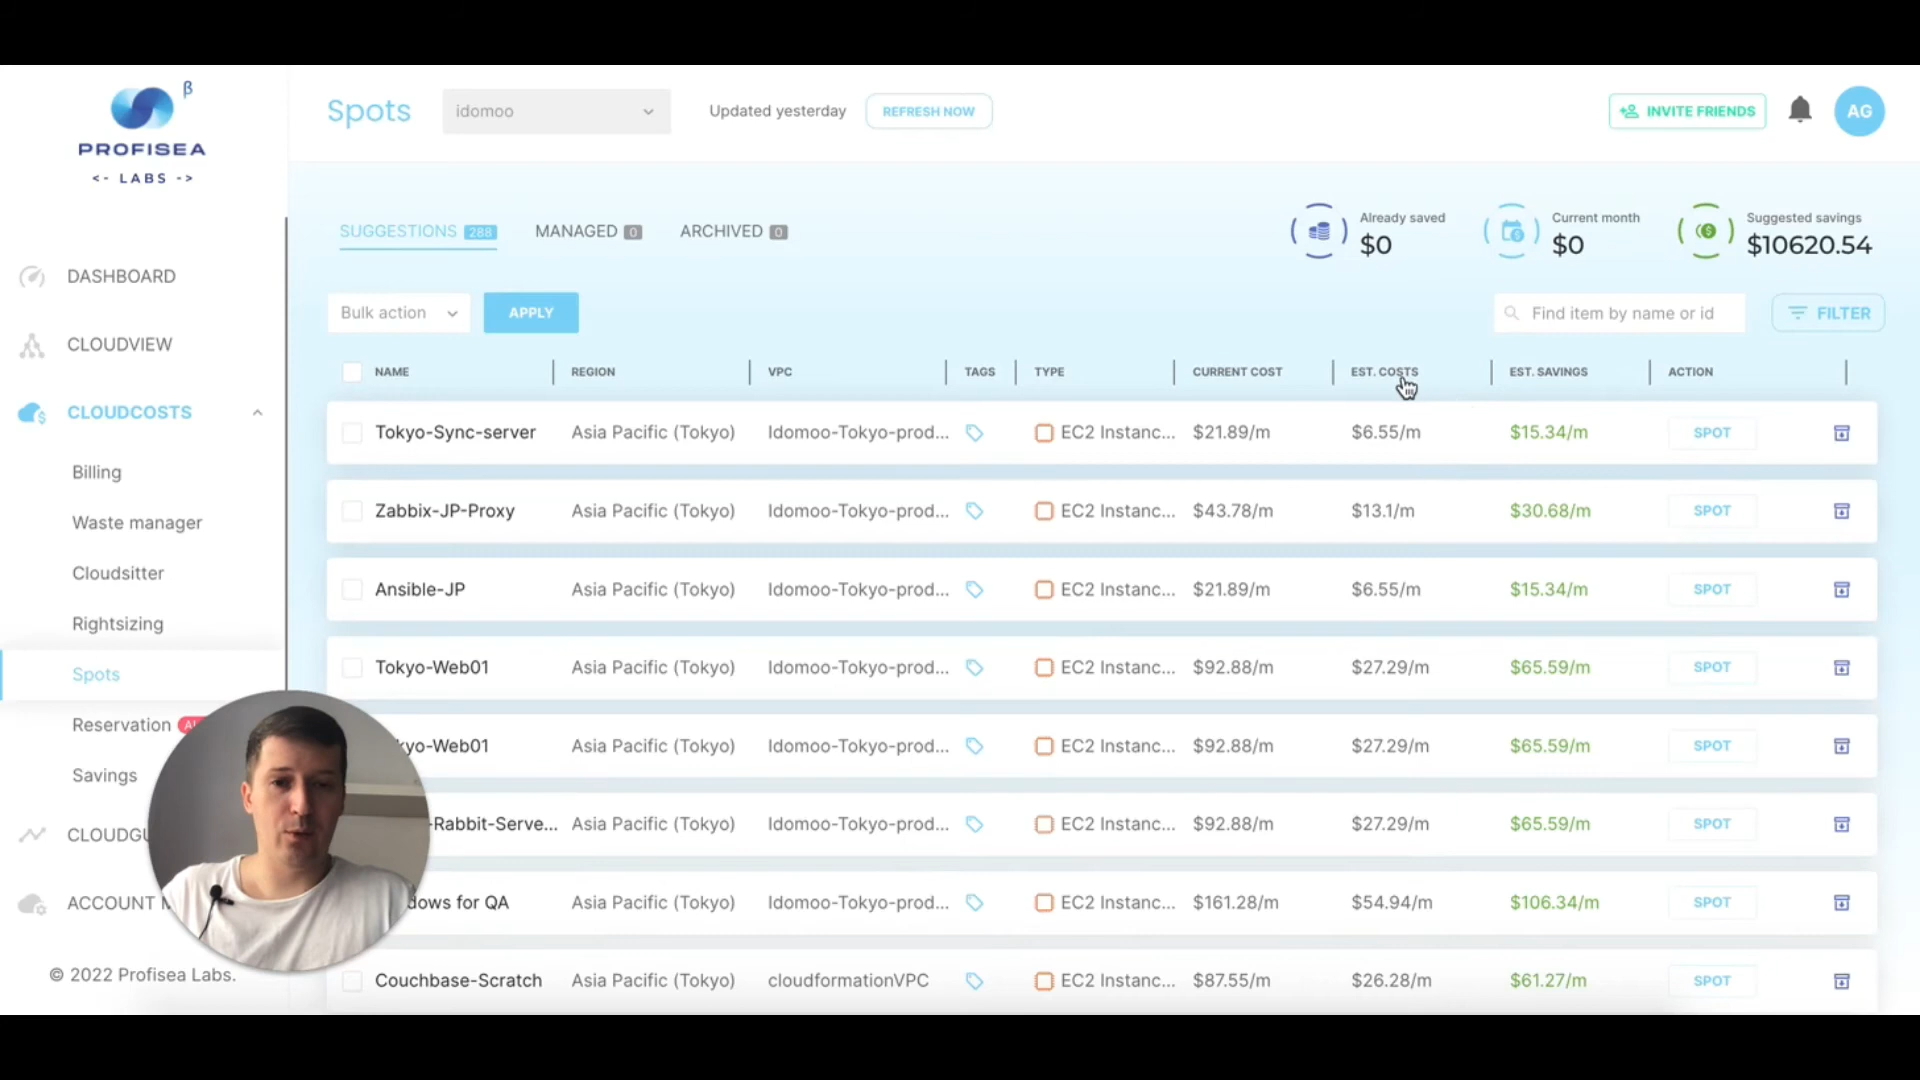 β
PROFISEA
<- LABS ->
Spots
idomoo
Updated yesterday
REFRESH NOW
INVITE FRIENDS
AG
SUGGESTIONS 288
MANAGED 0
ARCHIVED 0
Already saved
$0
Current month
$0
Suggested savings
$10620.54
DASHBOARD
CLOUDVIEW
CLOUDCOSTS
Billing
Waste manager
Cloudsitter
Rightsizing
Spots
Reservation
Savings
ACCOUNT
© 2022 Profisea Labs.
Bulk action
APPLY
Find item by name or id
FILTER
NAME REGION VPC TAGS TYPE CURRENT COST EST. COSTS EST. SAVINGS ACTION
Tokyo-Sync-server Asia Pacific (Tokyo) Idomoo-Tokyo-prod... EC2 Instanc... $21.89/m $6.55/m $15.34/m SPOT
Zabbix-JP-Proxy Asia Pacific (Tokyo) Idomoo-Tokyo-prod... EC2 Instanc... $43.78/m $13.1/m $30.68/m SPOT
Ansible-JP Asia Pacific (Tokyo) Idomoo-Tokyo-prod... EC2 Instanc... $21.89/m $6.55/m $15.34/m SPOT
Tokyo-Web01 Asia Pacific (Tokyo) Idomoo-Tokyo-prod... EC2 Instanc... $92.88/m $27.29/m $65.59/m SPOT
kyo-Web01 Asia Pacific (Tokyo) Idomoo-Tokyo-prod... EC2 Instanc... $92.88/m $27.29/m $65.59/m SPOT
-Rabbit-Serve... Asia Pacific (Tokyo) Idomoo-Tokyo-prod... EC2 Instanc... $92.88/m $27.29/m $65.59/m SPOT
dows for QA Asia Pacific (Tokyo) Idomoo-Tokyo-prod... EC2 Instanc... $161.28/m $54.94/m $106.34/m SPOT
Couchbase-Scratch Asia Pacific (Tokyo) cloudformationVPC EC2 Instanc... $87.55/m $26.28/m $61.27/m SPOT